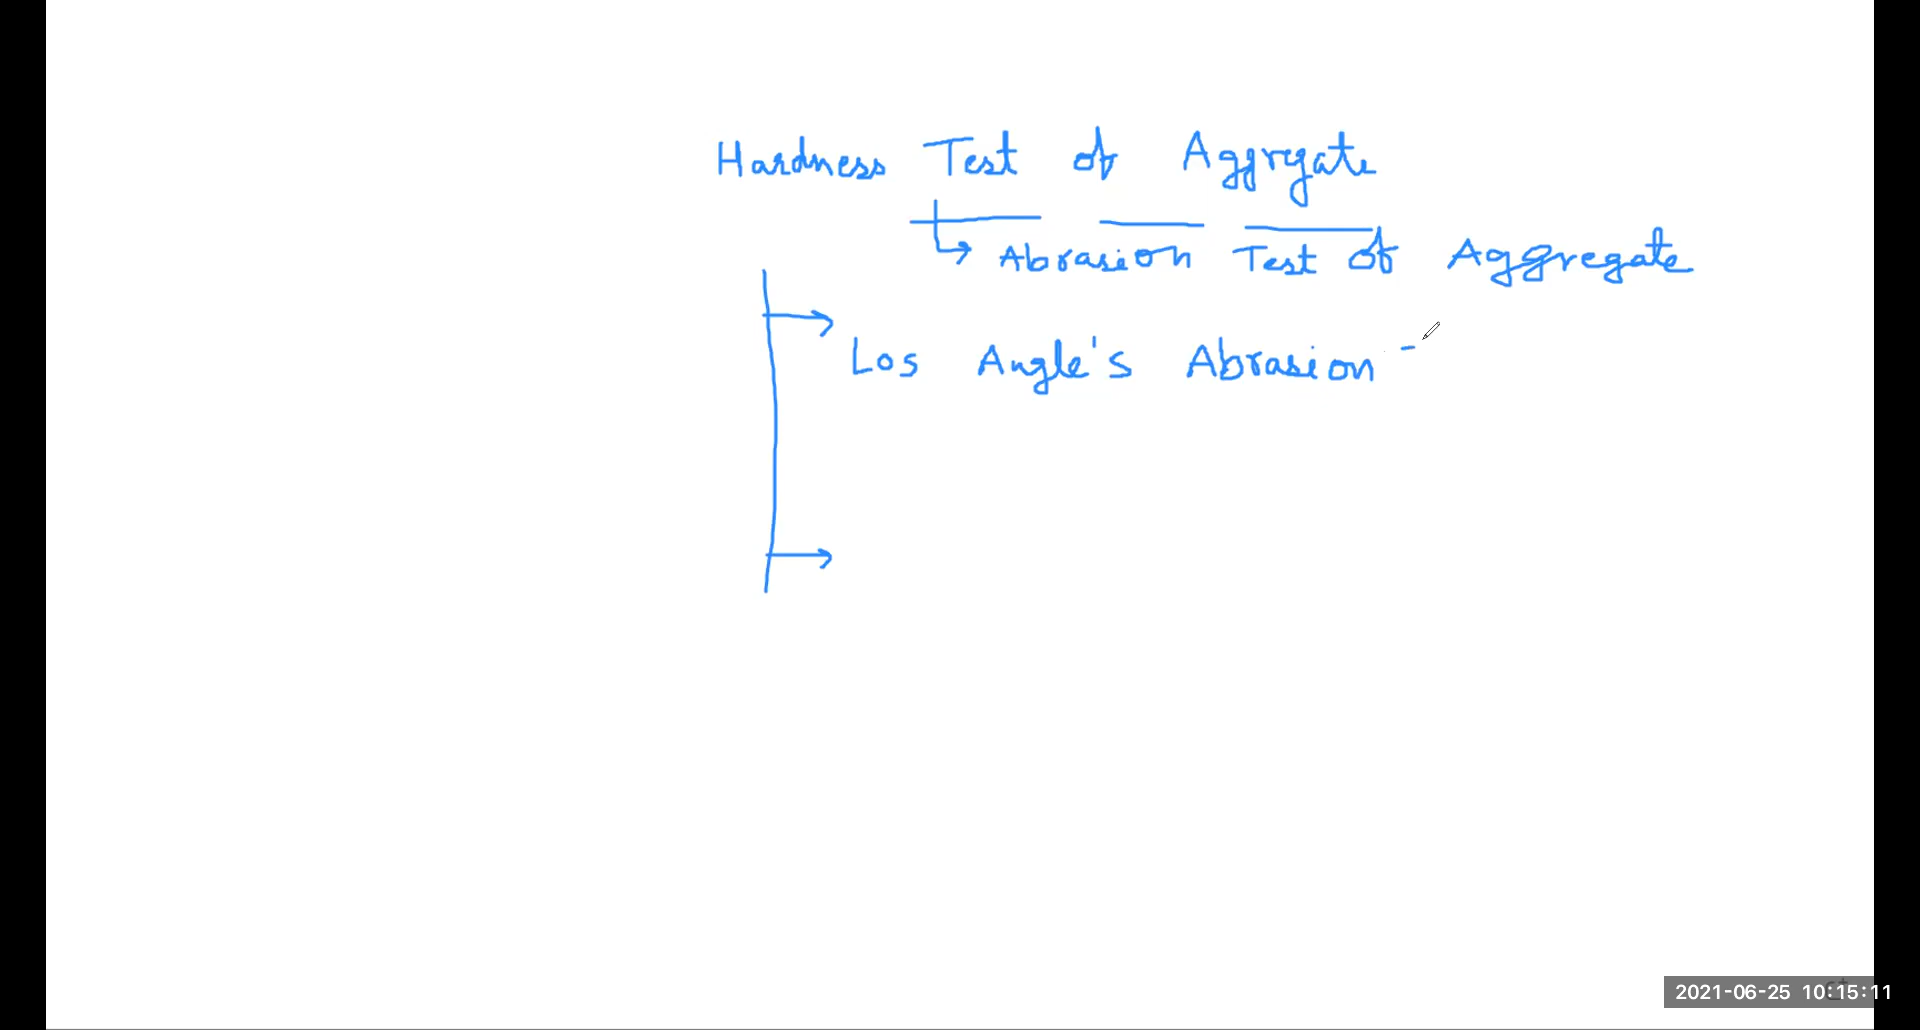 Hardness Test of Aggregate
Abrasion Test of Aggregate
Los Angle's Abrasion
2021-06-25 10:15:11